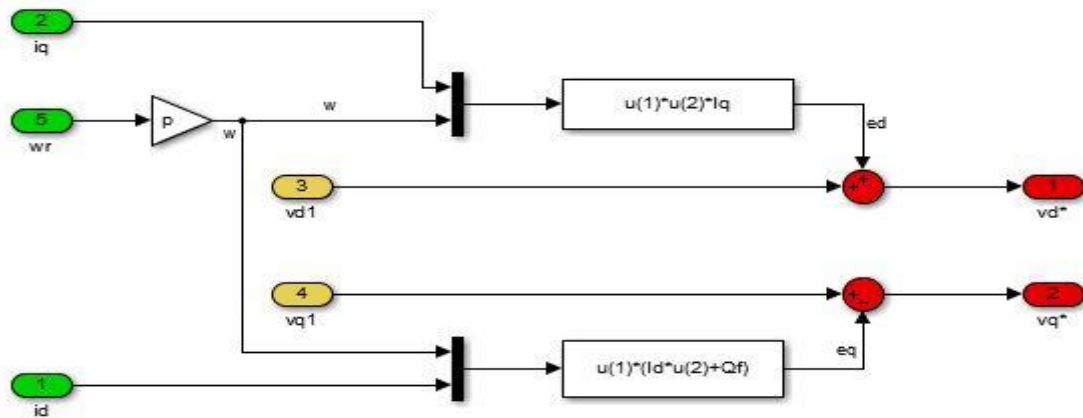 2
iq
5
wr
p
w
w
u(1)*u(2)*lq
ed
+
+
1
vd*
3
vd1
4
vq1
+
-
2
vq*
eq
u(1)*(ld*u(2)+Qf)
1
id